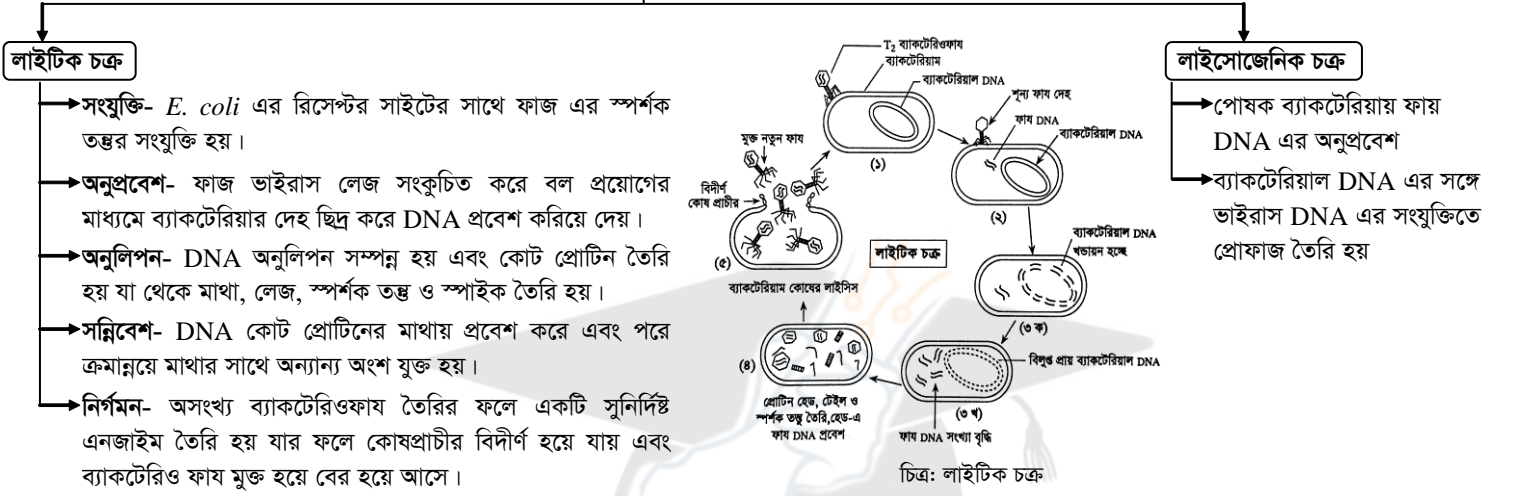 লাইটিক চক্র
সংযুক্তি- E. coli এর রিসেপ্টর সাইটের সাথে ফাজ এর স্পর্শক
তন্তুর সংযুক্তি হয়।
অনুপ্রবেশ- ফাজ ভাইরাস লেজ সংকুচিত করে বল প্রয়োগের
মাধ্যমে ব্যাকটেরিয়ার দেহ ছিদ্র করে DNA প্রবেশ করিয়ে দেয়।
অনুলিপন- DNA অনুলিপন সম্পন্ন হয় এবং কোট প্রোটিন তৈরি
হয় যা থেকে মাথা, লেজ, স্পর্শক তন্তু ও স্পাইক তৈরি হয়।
সন্নিবেশ- DNA কোট প্রোটিনের মাথায় প্রবেশ করে এবং পরে
ক্রমান্নয়ে মাথার সাথে অন্যান্য অংশ যুক্ত হয়।
নির্গমন- অসংখ্য ব্যাকটেরিওফায তৈরির ফলে একটি সুনির্দিষ্ট
এনজাইম তৈরি হয় যার ফলে কোষপ্রাচীর বিদীর্ণ হয়ে যায় এবং
ব্যাকটেরিও ফায মুক্ত হয়ে বের হয়ে আসে।
T₂ ব্যাকটেরিওফায
ব্যাকটেরিয়াম
ব্যাকটেরিয়াল DNA
(১)
শূন্য ফায দেহ
ফায DNA
ব্যাকটেরিয়াল DNA
(২)
ব্যাকটেরিয়াল DNA
খন্ডায়ন হচ্ছে
(৩ ক)
বিলুপ্ত প্রায় ব্যাকটেরিয়াল DNA
(৩ খ)
ফায DNA সংখ্যা বৃদ্ধি
(৪)
প্রোটিন হেড, টেইল ও
স্পর্শক তন্তু তৈরি,হেড-এ
ফায DNA প্রবেশ
মুক্ত নতুন ফায
বিদীর্ণ
কোষ প্রাচীর
(৫)
ব্যাকটেরিয়াম কোষের লাইসিস
লাইটিক চক্র
চিত্র: লাইটিক চক্র
লাইসোজেনিক চক্র
পোষক ব্যাকটেরিয়ায় ফায্
DNA এর অনুপ্রবেশ
ব্যাকটেরিয়াল DNA এর সঙ্গে
ভাইরাস DNA এর সংযুক্তিতে
প্রোফাজ তৈরি হয়